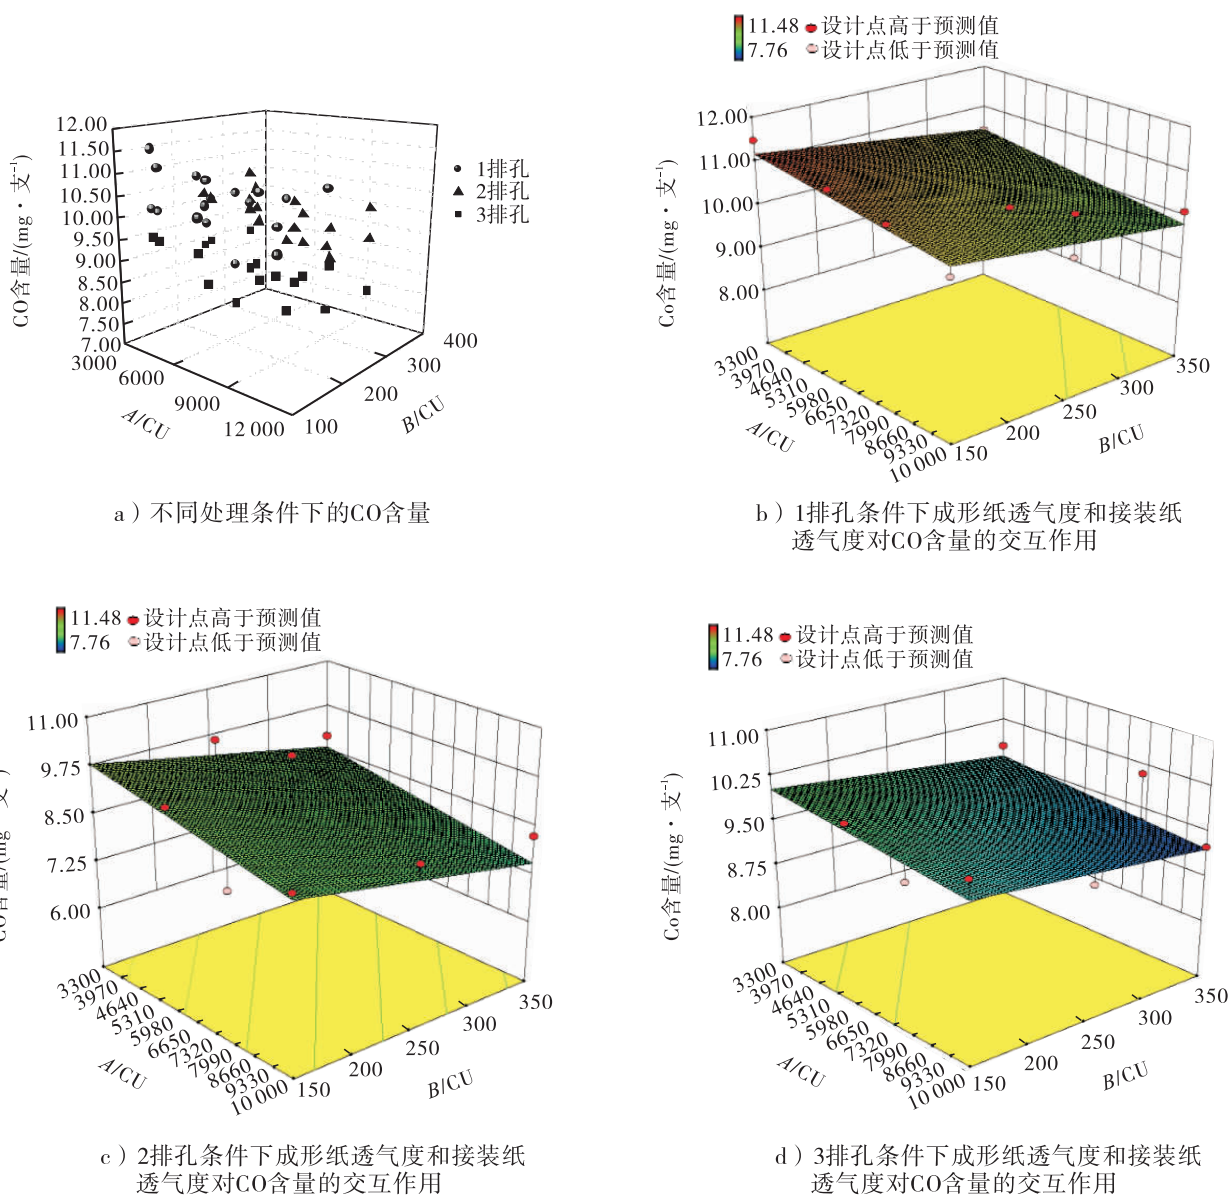 12.00
11.50
11.00
10.50
10.00
9.50
9.00
8.50
8.00
7.50
7.00
CO含量/(mg·支⁻¹)
3000
6000
9000
12 000
A/CU
100
200
300
400
B/CU
1排孔
2排孔
3排孔
a）不同处理条件下的CO含量
11.48 设计点高于预测值
7.76 设计点低于预测值
12.00
11.00
10.00
9.00
8.00
Co含量/(mg·支⁻¹)
3300
3970
4640
5310
5980
6650
7320
7990
8660
9330
10 000
A/CU
150
200
250
300
350
B/CU
b）1排孔条件下成形纸透气度和接装纸
透气度对CO含量的交互作用
11.48 设计点高于预测值
7.76 设计点低于预测值
11.00
9.75
8.50
7.25
6.00
CO含量/(mg·支⁻¹)
3300
3970
4640
5310
5980
6650
7320
7990
8660
9330
10 000
A/CU
150
200
250
300
350
B/CU
c）2排孔条件下成形纸透气度和接装纸
透气度对CO含量的交互作用
11.48 设计点高于预测值
7.76 设计点低于预测值
11.00
10.25
9.50
8.75
8.00
Co含量/(mg·支⁻¹)
3300
3970
4640
5310
5980
6650
7320
7990
8660
9330
10 000
A/CU
150
200
250
300
350
B/CU
d）3排孔条件下成形纸透气度和接装纸
透气度对CO含量的交互作用